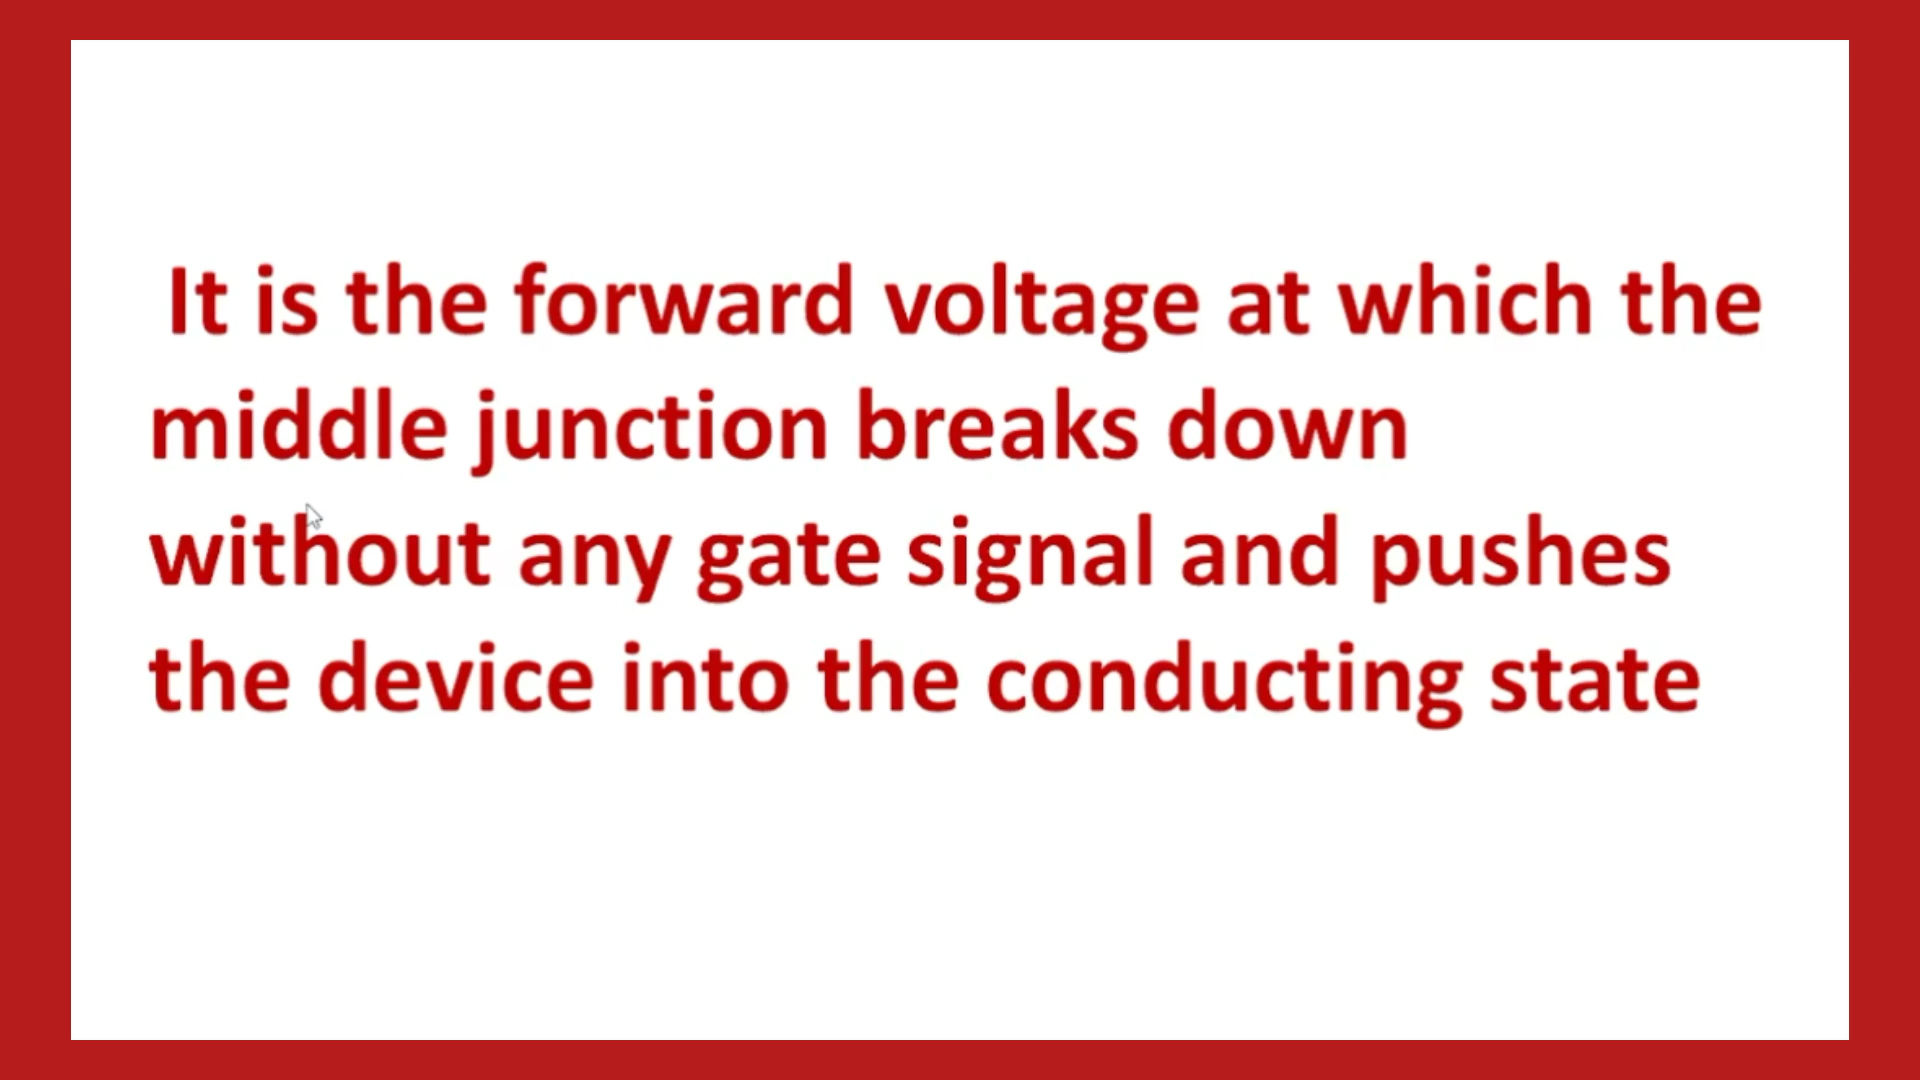 It is the forward voltage at which the
middle junction breaks down
without any gate signal and pushes
the device into the conducting state